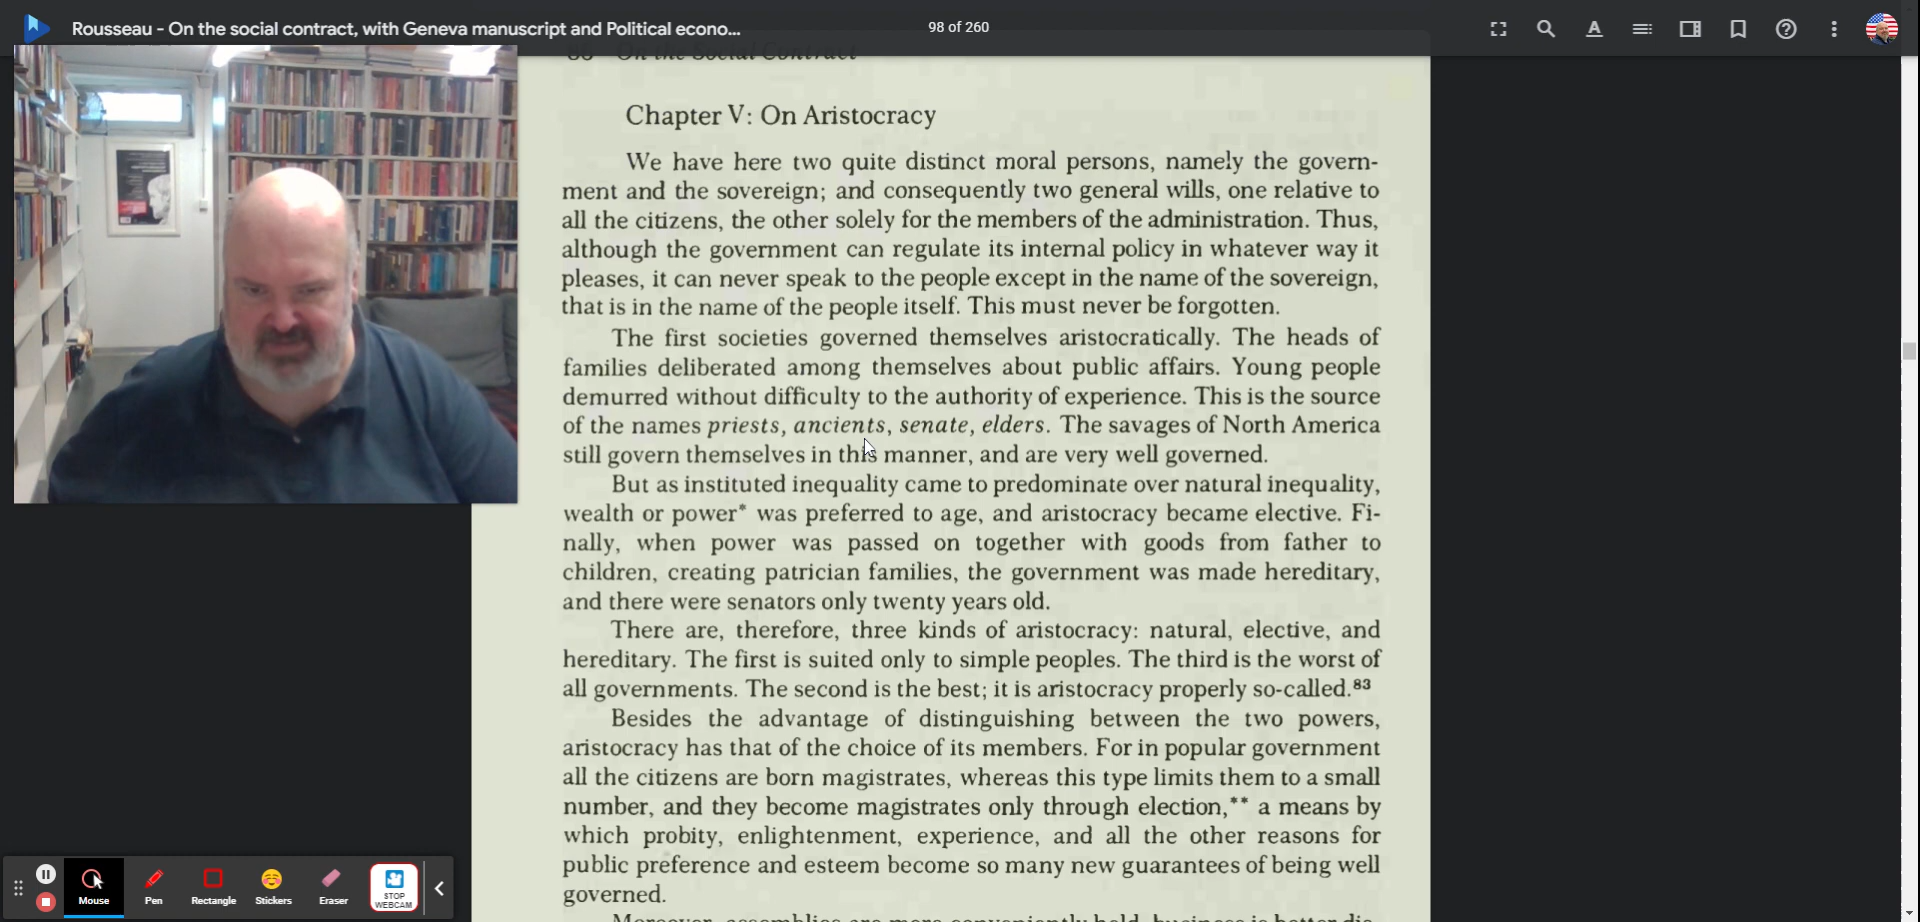 Rousseau - On the social contract, with Geneva manuscript and Political econo...
98 of 260
On the Social Contract
Chapter V: On Aristocracy
We have here two quite distinct moral persons, namely the govern-
ment and the sovereign; and consequently two general wills, one relative to
all the citizens, the other solely for the members of the administration. Thus,
although the government can regulate its internal policy in whatever way it
pleases, it can never speak to the people except in the name of the sovereign,
that is in the name of the people itself. This must never be forgotten.
The first societies governed themselves aristocratically. The heads of
families deliberated among themselves about public affairs. Young people
demurred without difficulty to the authority of experience. This is the source
of the names priests, ancients, senate, elders. The savages of North America
still govern themselves in this manner, and are very well governed.
But as instituted inequality came to predominate over natural inequality,
wealth or power* was preferred to age, and aristocracy became elective. Fi-
nally, when power was passed on together with goods from father to
children, creating patrician families, the government was made hereditary,
and there were senators only twenty years old.
There are, therefore, three kinds of aristocracy: natural, elective, and
hereditary. The first is suited only to simple peoples. The third is the worst of
all governments. The second is the best; it is aristocracy properly so-called.83
Besides the advantage of distinguishing between the two powers,
aristocracy has that of the choice of its members. For in popular government
all the citizens are born magistrates, whereas this type limits them to a small
number, and they become magistrates only through election,** a means by
which probity, enlightenment, experience, and all the other reasons for
public preference and esteem become so many new guarantees of being well
governed.
Moreover, assemblies are more conveniently held, business is better dis-
Mouse
Pen
Rectangle
Stickers
Eraser
STOP
WEBCAM